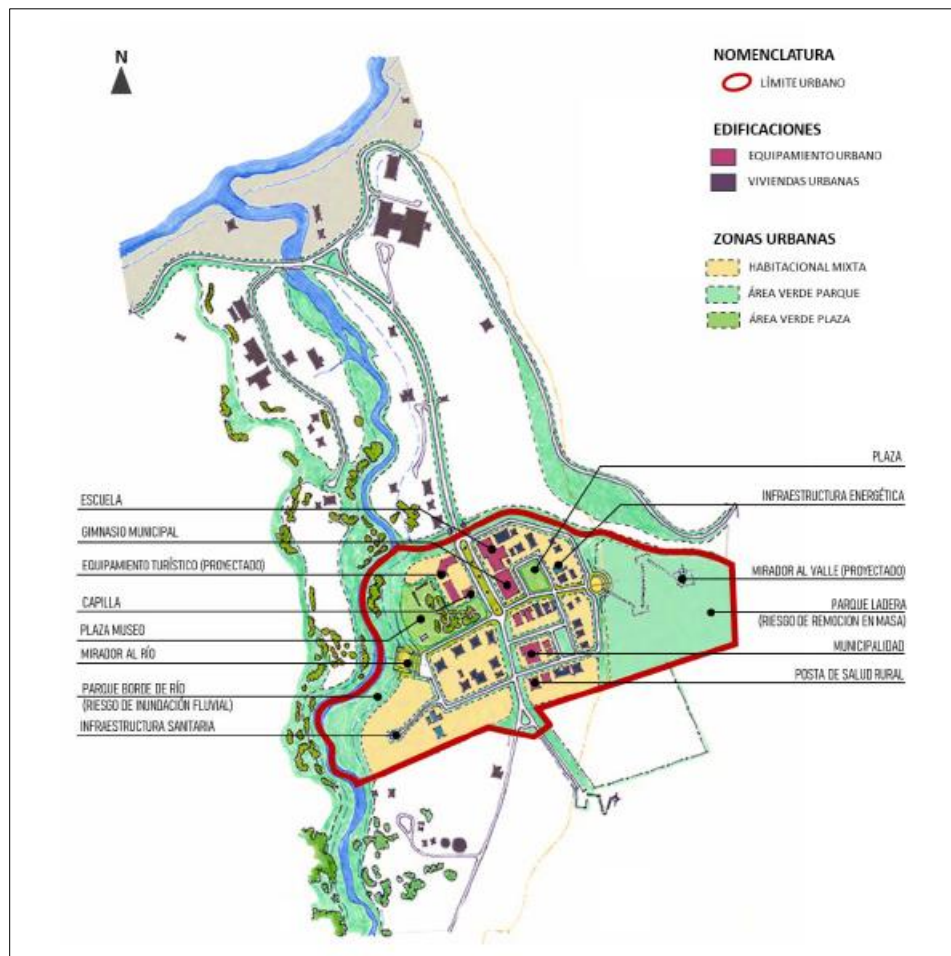 N
NOMENCLATURA
LÍMITE URBANO
EDIFICACIONES
EQUIPAMIENTO URBANO
VIVIENDAS URBANAS
ZONAS URBANAS
HABITACIONAL MIXTA
ÁREA VERDE PARQUE
ÁREA VERDE PLAZA
ESCUELA
GIMNASIO MUNICIPAL
EQUIPAMIENTO TURÍSTICO (PROYECTADO)
CAPILLA
PLAZA MUSEO
MIRADOR AL RÍO
PARQUE BORDE DE RÍO
(RIESGO DE INUNDACIÓN FLUVIAL)
INFRAESTRUCTURA SANITARIA
PLAZA
INFRAESTRUCTURA ENERGÉTICA
MIRADOR AL VALLE (PROYECTADO)
PARQUE LADERA
(RIESGO DE REMOCIÓN EN MASA)
MUNICIPALIDAD
POSTA DE SALUD RURAL